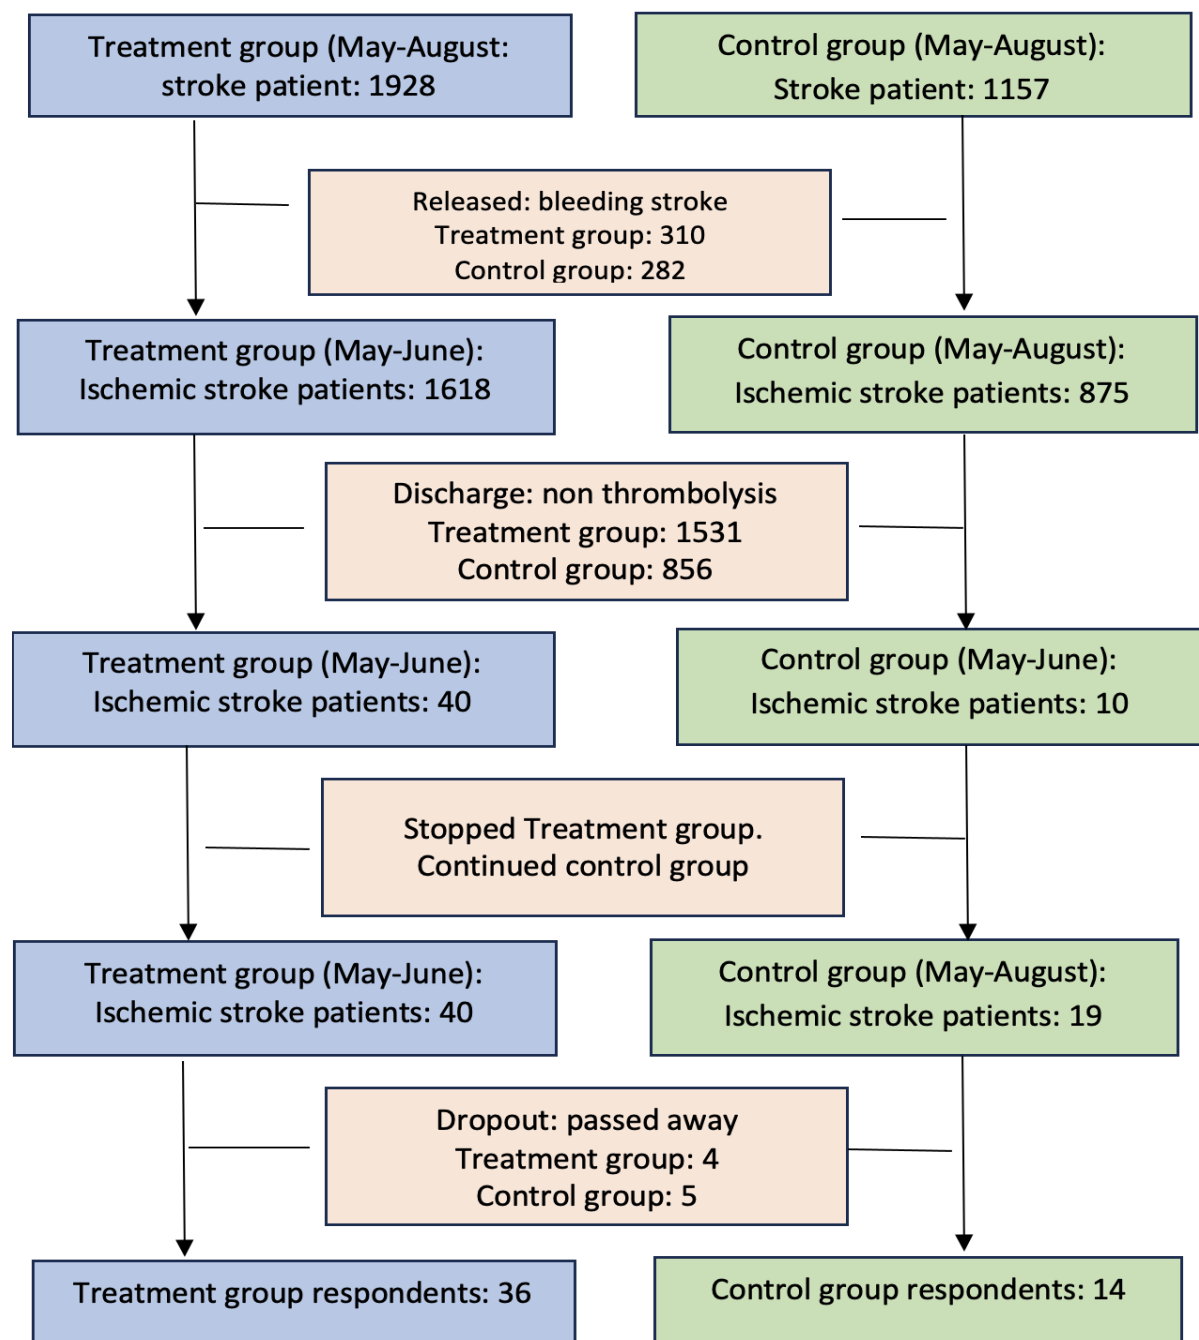 Treatment group (May-August:
stroke patient: 1928
Control group (May-August):
Stroke patient: 1157
Released: bleeding stroke
Treatment group: 310
Control group: 282
Treatment group (May-June):
Ischemic stroke patients: 1618
Control group (May-August):
Ischemic stroke patients: 875
Discharge: non thrombolysis
Treatment group: 1531
Control group: 856
Treatment group (May-June):
Ischemic stroke patients: 40
Control group (May-June):
Ischemic stroke patients: 10
Stopped Treatment group.
Continued control group
Treatment group (May-June):
Ischemic stroke patients: 40
Control group (May-August):
Ischemic stroke patients: 19
Dropout: passed away
Treatment group: 4
Control group: 5
Treatment group respondents: 36
Control group respondents: 14